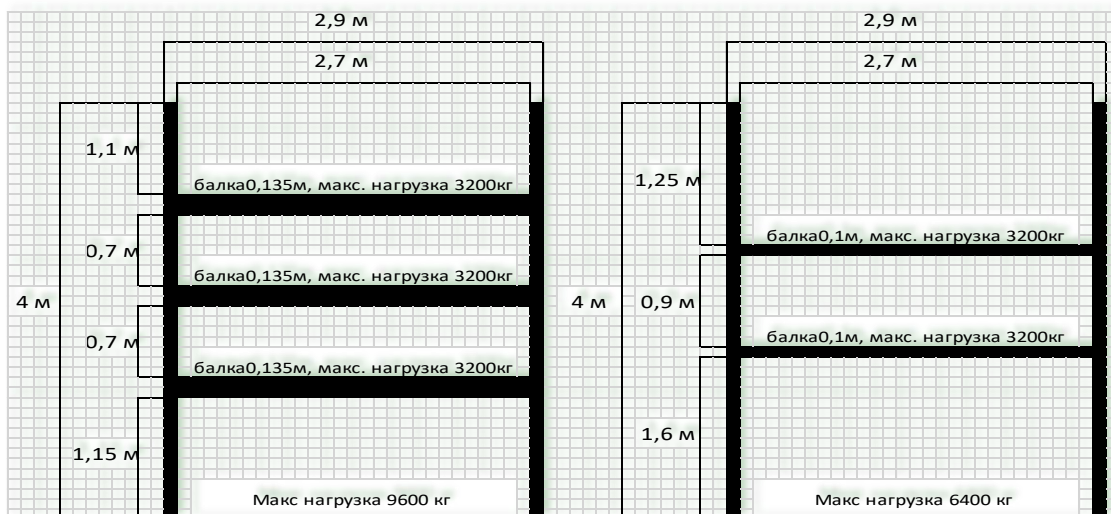 2,9 м
2,7 м
1,1 м
балка0,135м, макс. нагрузка 3200кг
0,7 м
балка0,135м, макс. нагрузка 3200кг
4 м
0,7 м
балка0,135м, макс. нагрузка 3200кг
1,15 м
Макс нагрузка 9600 кг
2,9 м
2,7 м
1,25 м
балка0,1м, макс. нагрузка 3200кг
4 м
0,9 м
балка0,1м, макс. нагрузка 3200кг
1,6 м
Макс нагрузка 6400 кг